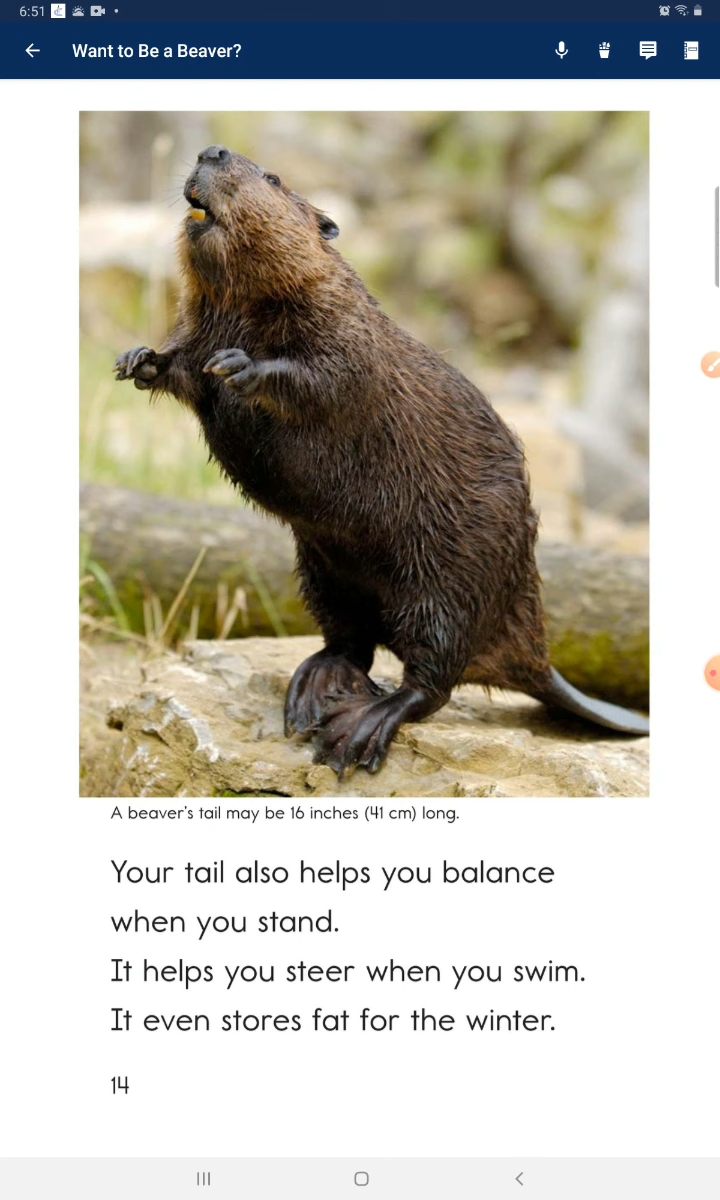 6:51
Want to Be a Beaver?
A beaver's tail may be 16 inches (41 cm) long.
Your tail also helps you balance
when you stand.
It helps you steer when you swim.
It even stores fat for the winter.
14